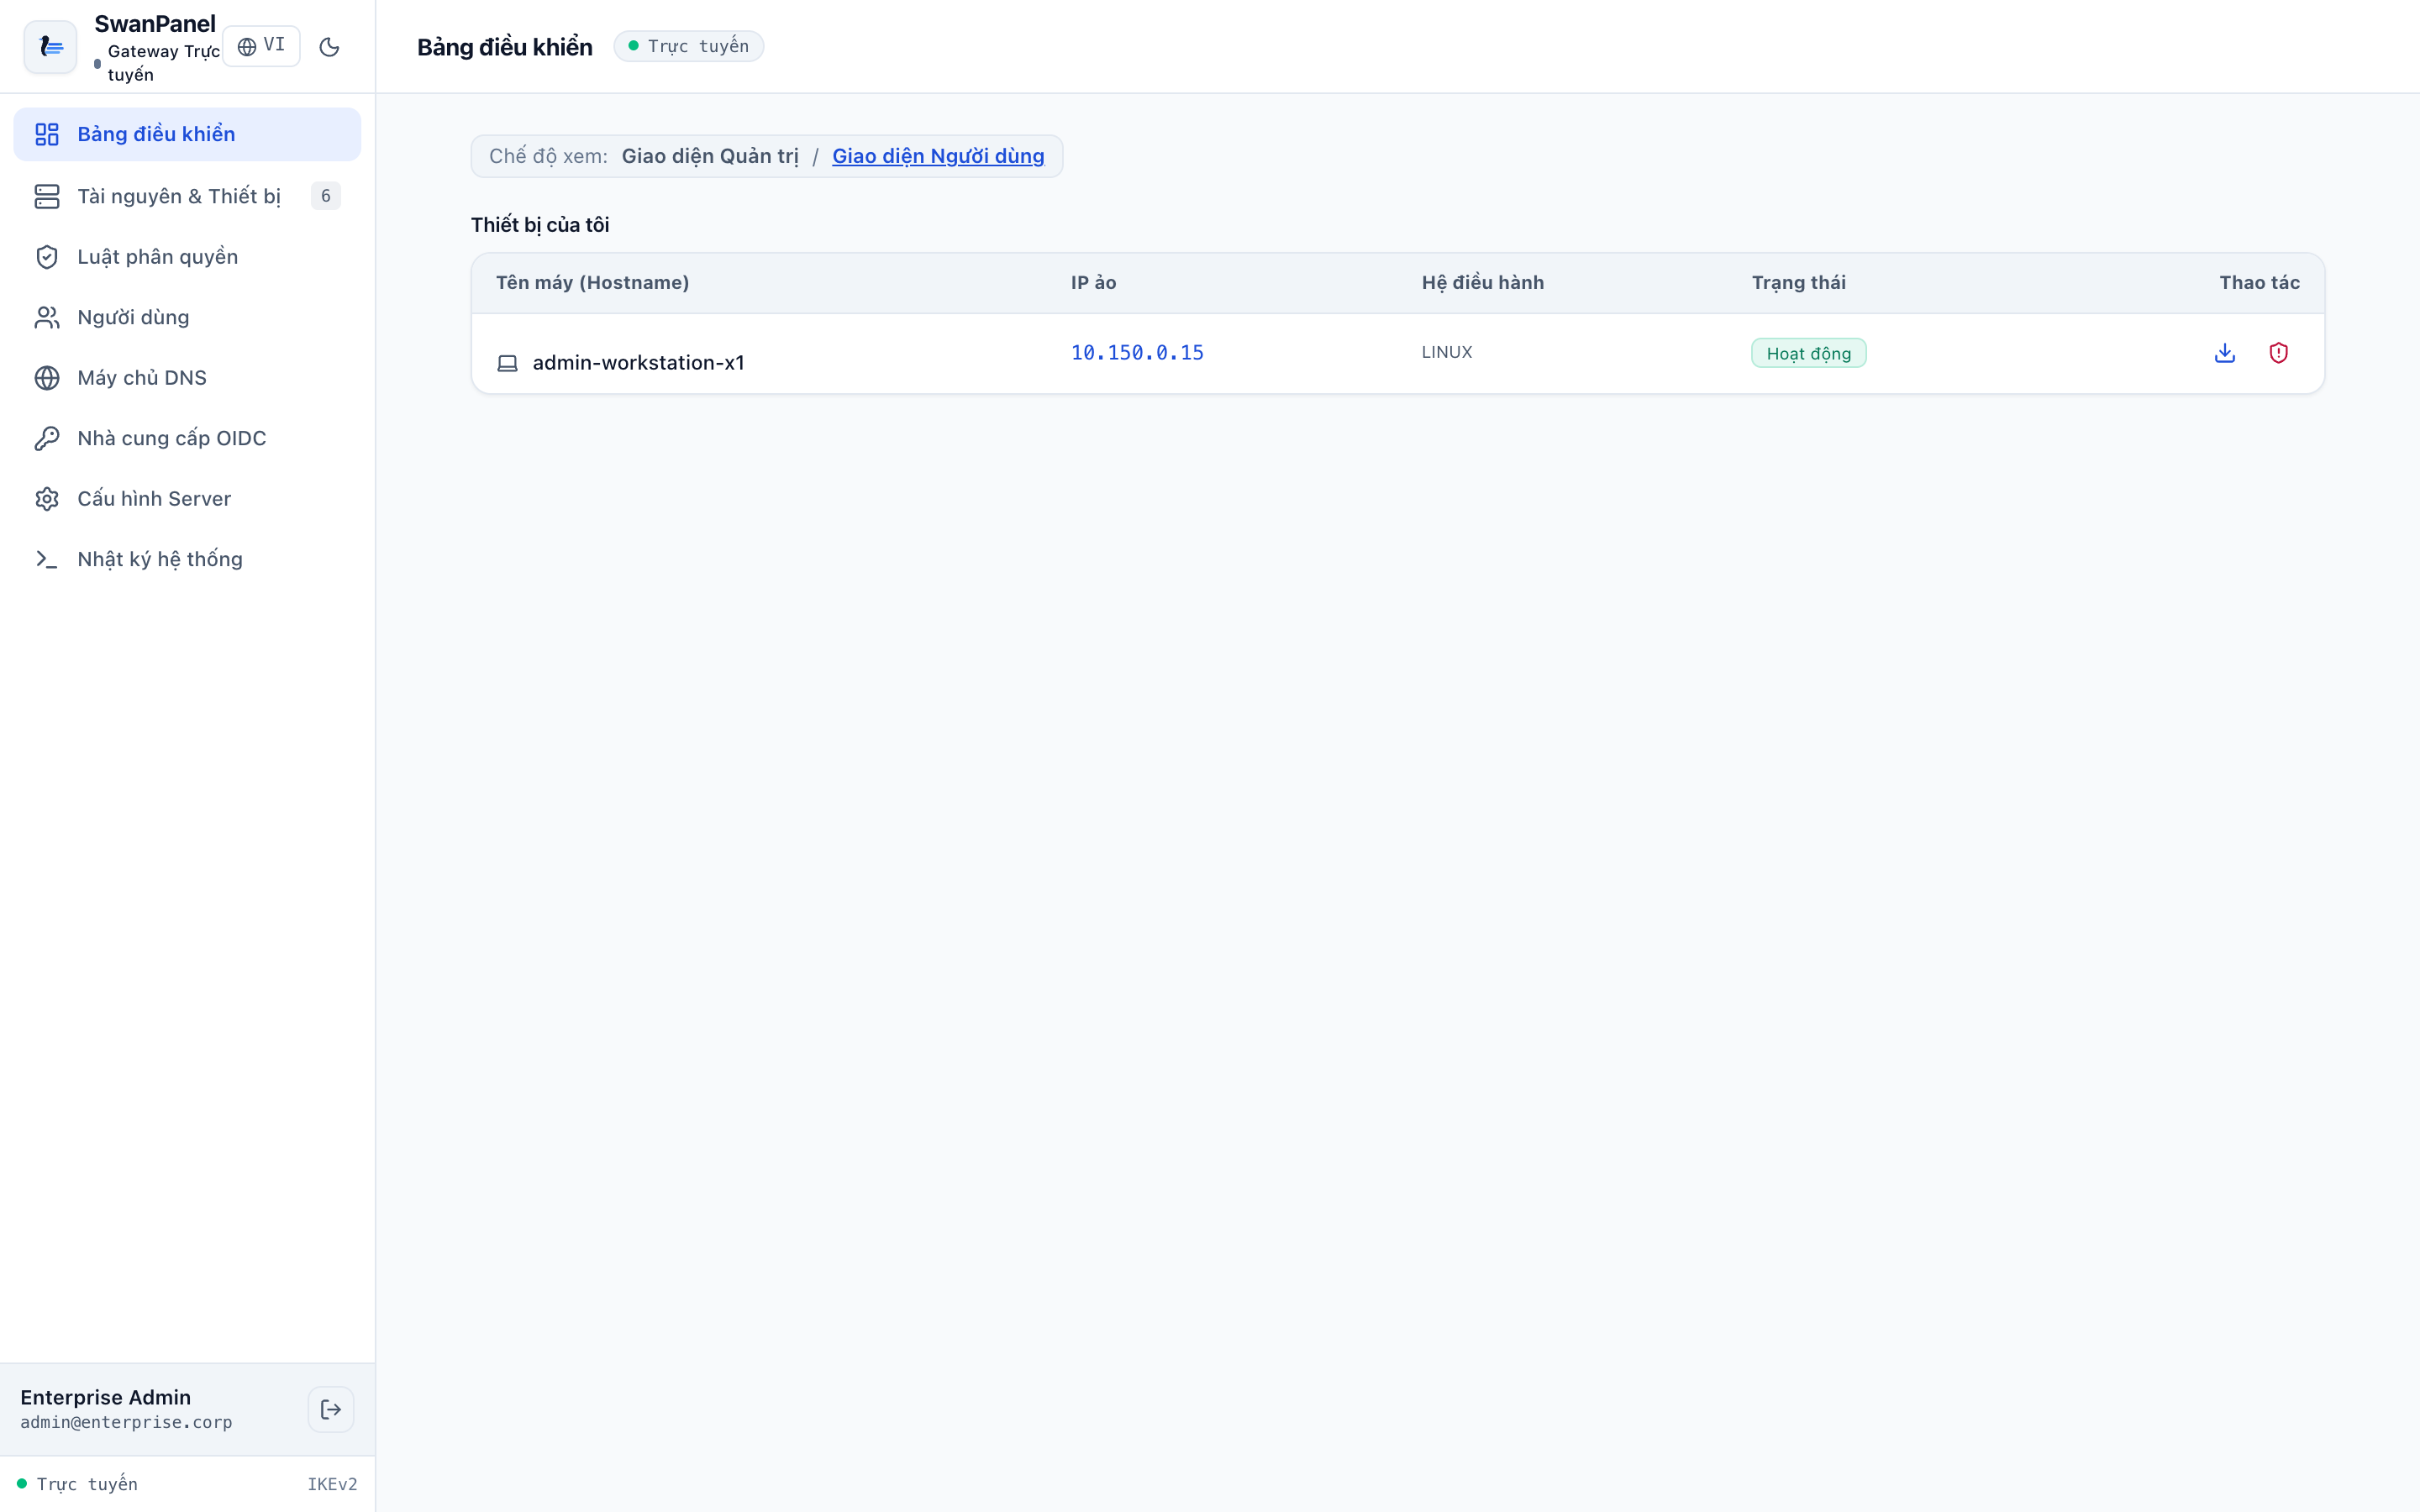 SwanPanel
Gateway Trực
tuyến
VI
Bảng điều khiển
Tài nguyên & Thiết bị 6
Luật phân quyền
Người dùng
Máy chủ DNS
Nhà cung cấp OIDC
Cấu hình Server
Nhật ký hệ thống
Enterprise Admin
admin@enterprise.corp
Trực tuyến IKEv2
Bảng điều khiển Trực tuyến
Chế độ xem: Giao diện Quản trị / Giao diện Người dùng
Thiết bị của tôi
Tên máy (Hostname) IP ảo Hệ điều hành Trạng thái Thao tác
admin-workstation-x1 10.150.0.15 LINUX Hoạt động